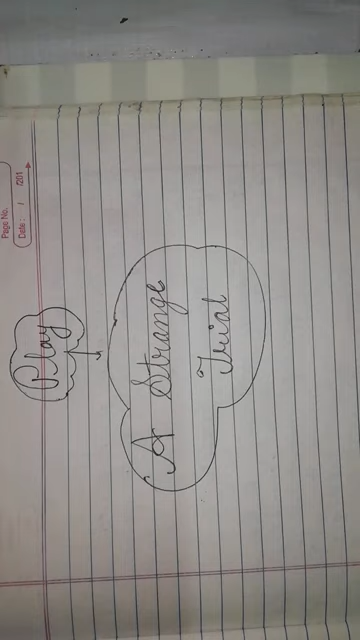 Page No.
Date: / /201
Play
A Strange
Trial